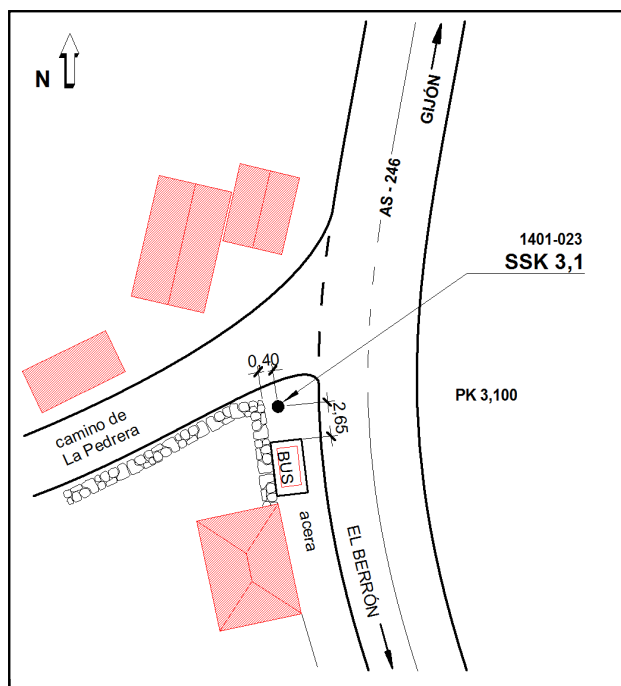 N
GIJÓN
AS - 246
1401-023
SSK 3,1
0,40
2,65
PK 3,100
camino de
La Pedrera
BUS
acera
EL BERRÓN